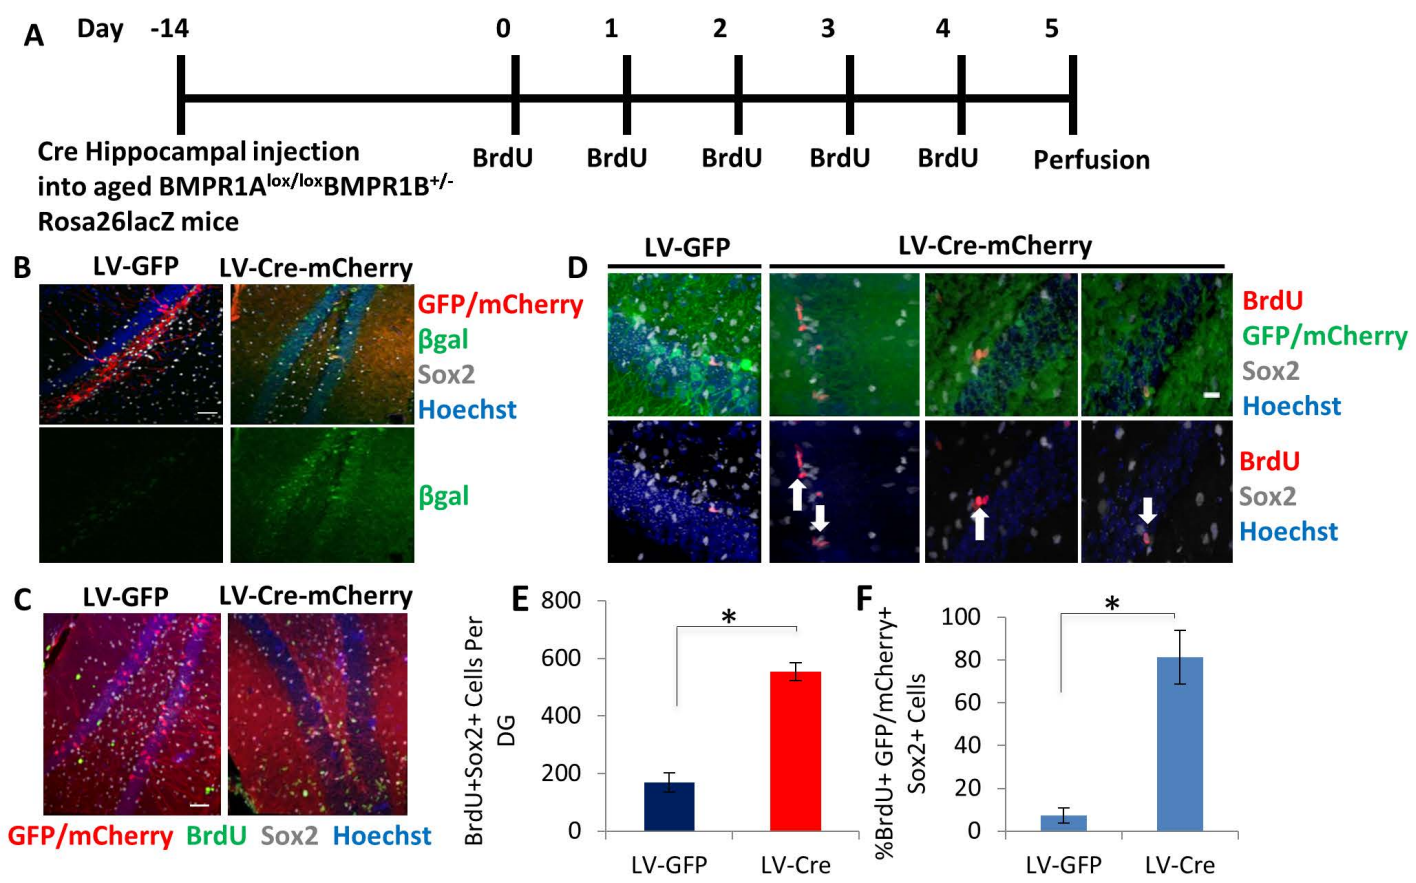 A Day -14 0 1 2 3 4 5
Cre Hippocampal injection
into aged BMPR1Alox/loxBMPR1B+/-
Rosa26lacZ mice
BrdU BrdU BrdU BrdU BrdU Perfusion
B LV-GFP LV-Cre-mCherry
GFP/mCherry
βgal
Sox2
Hoechst
βgal
C LV-GFP LV-Cre-mCherry
GFP/mCherry BrdU Sox2 Hoechst
D LV-GFP LV-Cre-mCherry
BrdU
GFP/mCherry
Sox2
Hoechst
BrdU
Sox2
Hoechst
E
BrdU+Sox2+ Cells Per
DG
800
600
400
200
0
*
LV-GFP LV-Cre
F
%BrdU+ GFP/mCherry+
Sox2+ Cells
100
80
60
40
20
0
*
LV-GFP LV-Cre